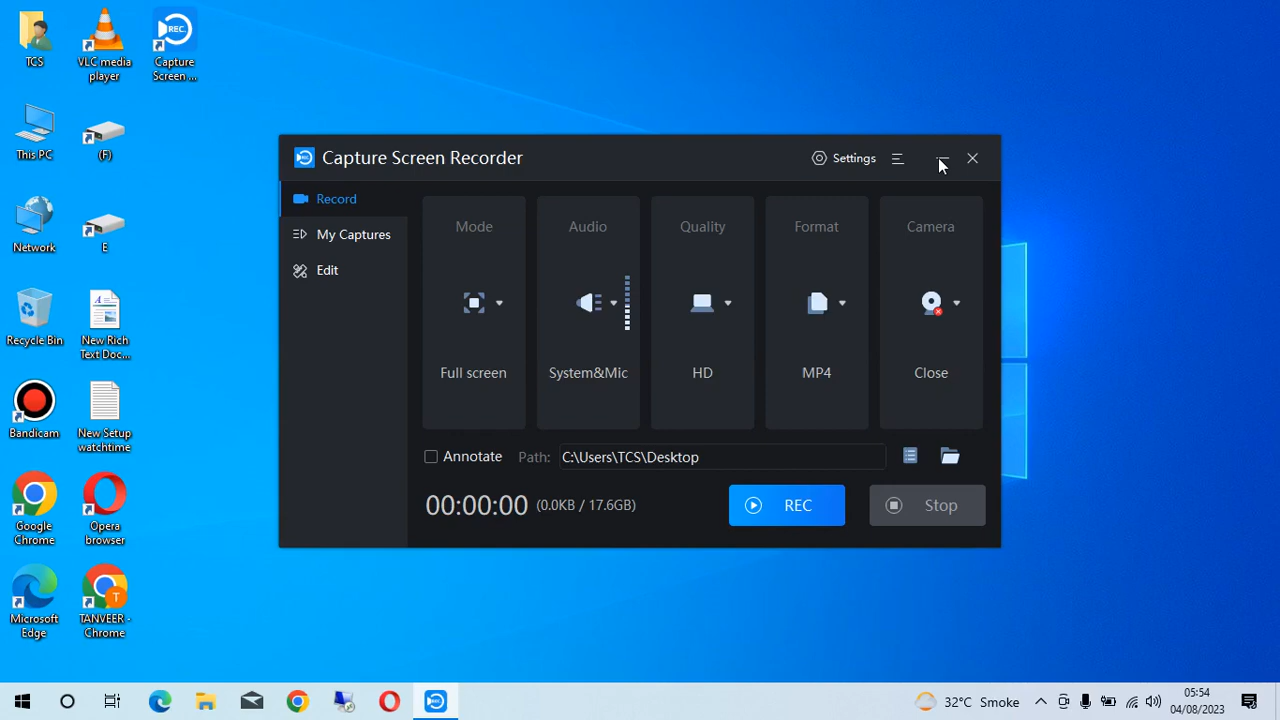 TCS
VLC media
player
REC
Capture
Screen ...
This PC
(F)
Network
E
Recycle Bin
New Rich
Text Doc...
Bandicam
New Setup
watchtime
Google
Chrome
Opera
browser
T
Microsoft
Edge
TANVEER -
Chrome
REC
Capture Screen Recorder
Settings
Record
My Captures
Edit
Mode
Full screen
Audio
System&Mic
Quality
HD
Format
MP4
Camera
Close
Annotate
Path:
C:\Users\TCS\Desktop
00:00:00
(0.0KB / 17.6GB)
REC
Stop
REC
32°C Smoke
05:54
04/08/2023